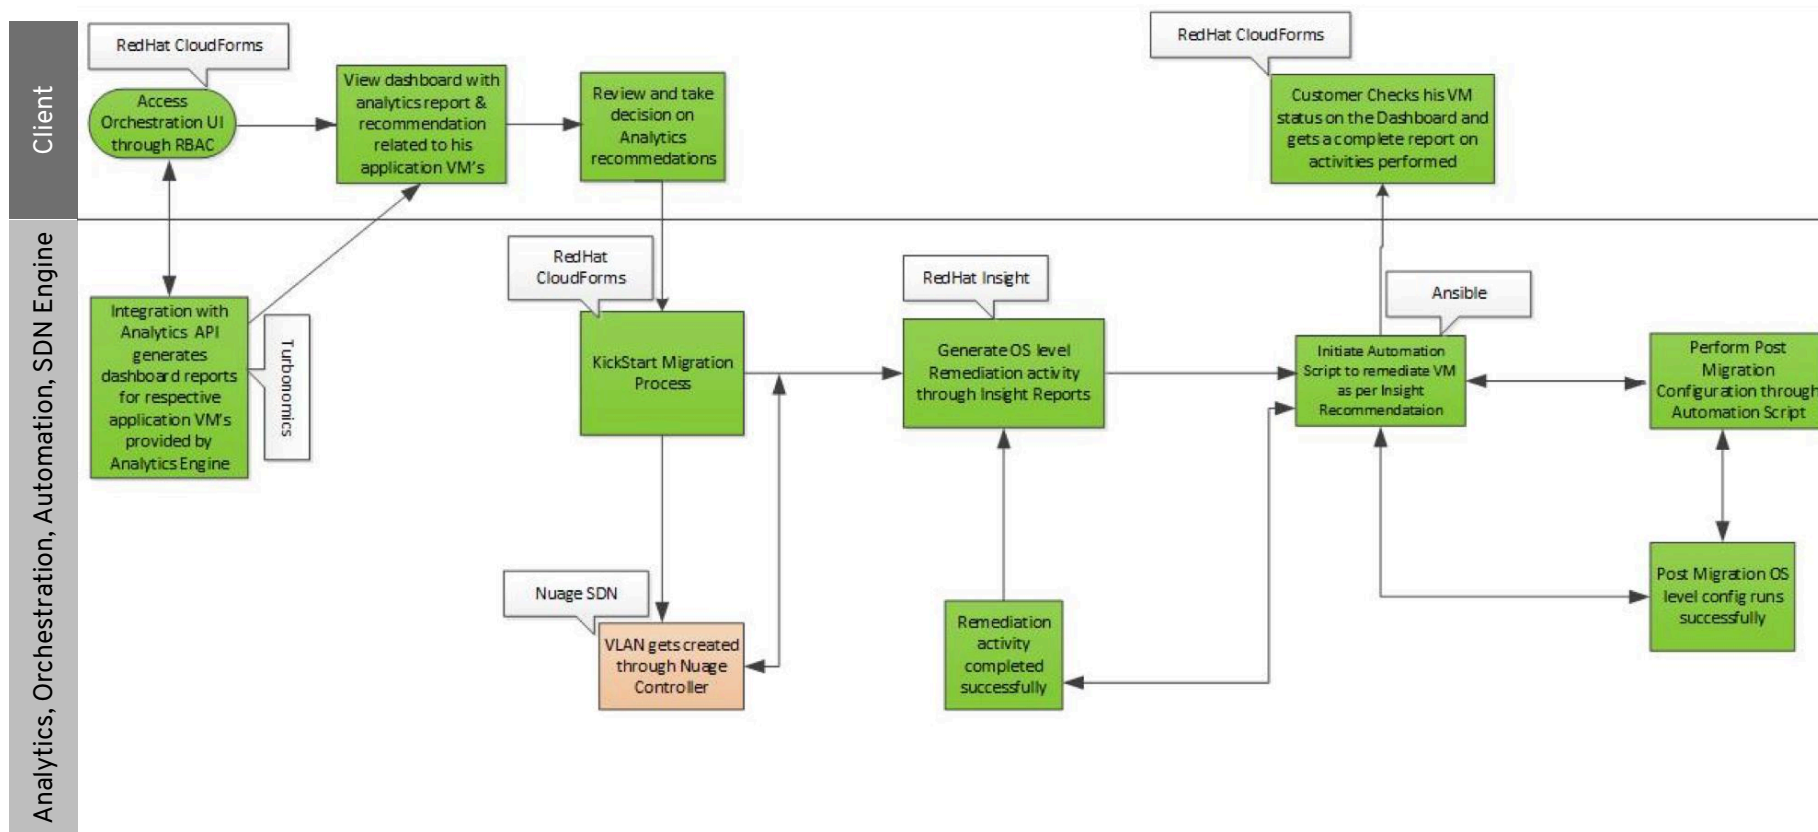 Client
RedHat CloudForms
Access
Orchestration UI
through RBAC
View dashboard with
analytics report &
recommendation
related to his
application VM's
Review and take
decision on
Analytics
recommedations
RedHat CloudForms
Customer Checks his VM
status on the Dashboard and
gets a complete report on
activities performed
Analytics, Orchestration, Automation, SDN Engine
Integration with
Analytics API
generates
dashboard reports
for respective
application VM's
provided by
Analytics Engine
Turbonomics
RedHat
CloudForms
KickStart Migration
Process
RedHat Insight
Generate OS level
Remediation activity
through Insight Reports
Ansible
Initiate Automation
Script to remediate VM
as per Insight
Recommendataion
Perform Post
Migration
Configuration through
Automation Script
Nuage SDN
VLAN gets created
through Nuage
Controller
Remediation
activity
completed
successfully
Post Migration OS
level config runs
successfully